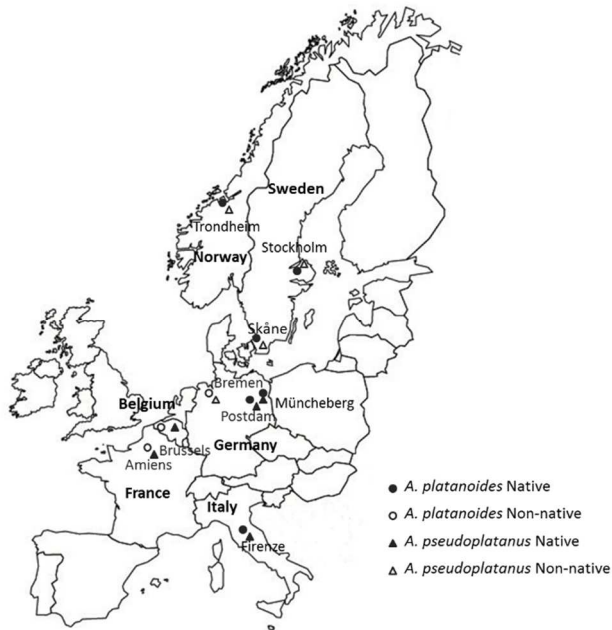 Sweden
Trondheim
Stockholm
Norway
Skåne
Bremen
Belgium
Müncheberg
Postdam
Brussels
Germany
Amiens
France
Italy
Firenze
A. platanoides Native
A. platanoides Non-native
A. pseudoplatanus Native
A. pseudoplatanus Non-native